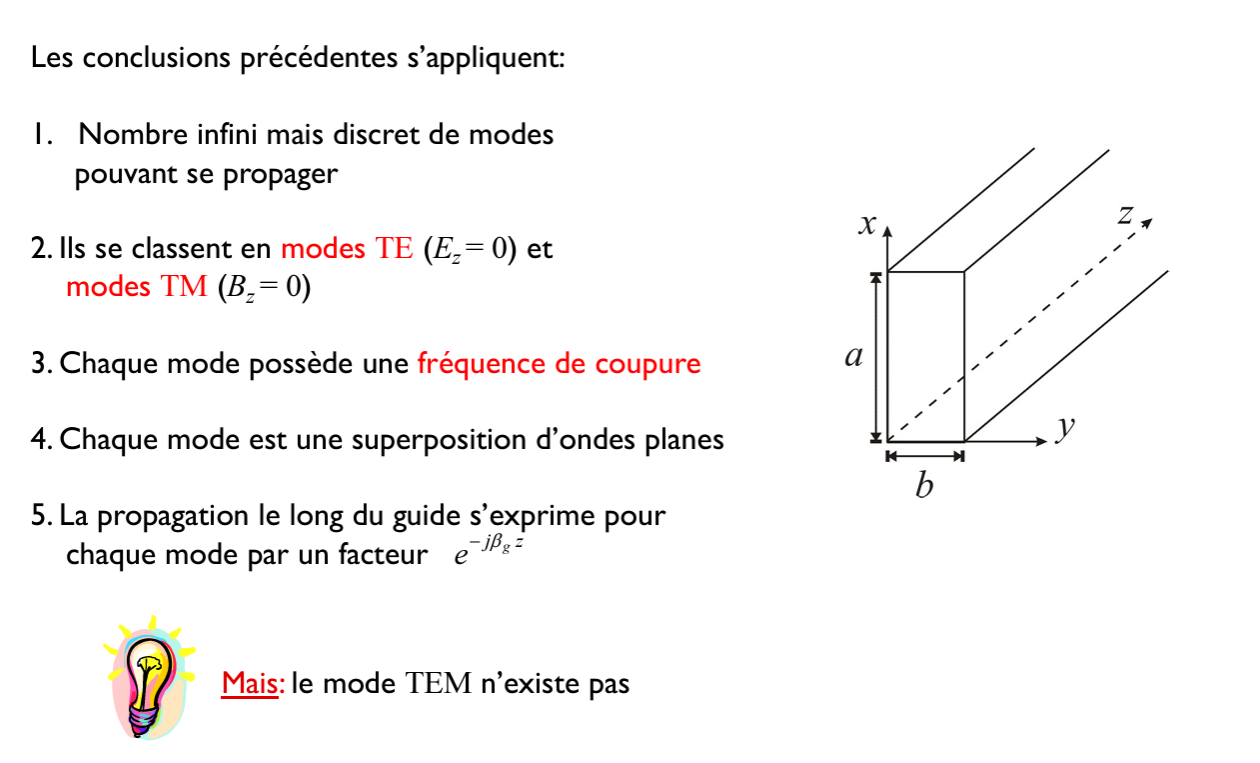 Les conclusions précédentes s'appliquent:
1. Nombre infini mais discret de modes
pouvant se propager
2. Ils se classent en modes TE (E_z = 0) et
modes TM (B_z = 0)
3. Chaque mode possède une fréquence de coupure
4. Chaque mode est une superposition d'ondes planes
5. La propagation le long du guide s'exprime pour
chaque mode par un facteur e^{-jβ_g z}
Mais: le mode TEM n'existe pas
x
z
a
y
b